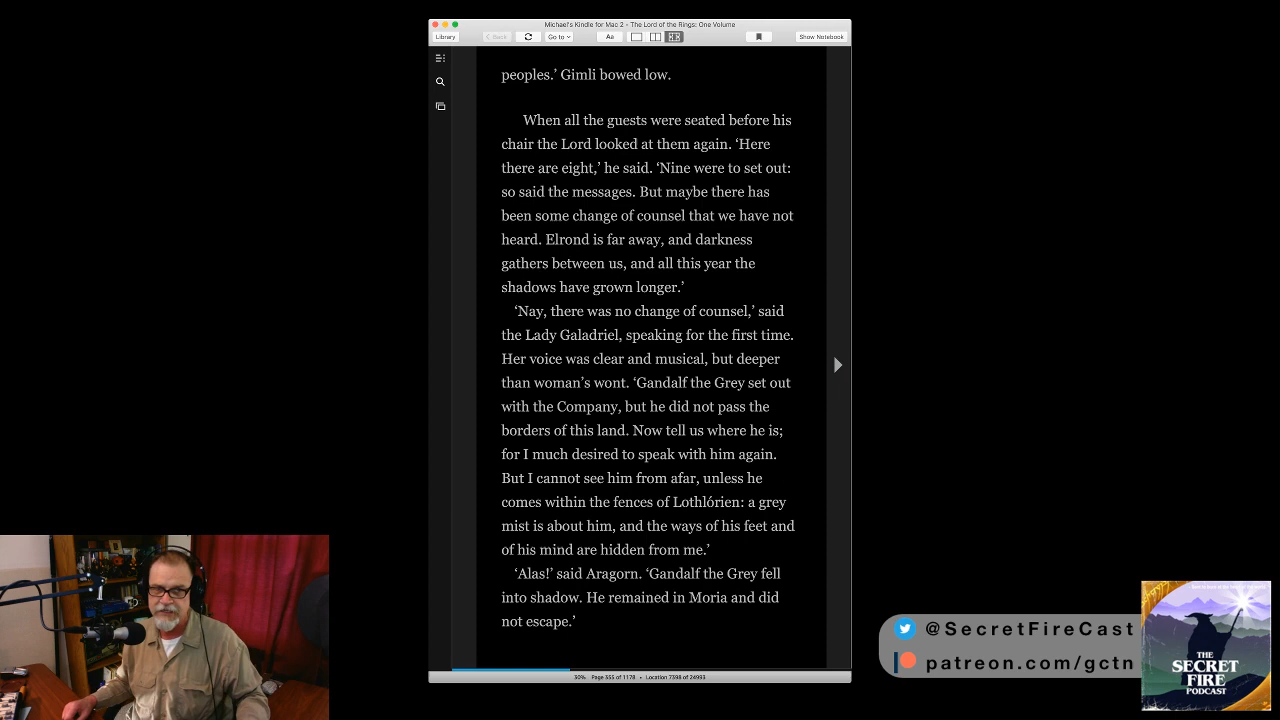 Michael's Kindle for Mac 2 - The Lord of the Rings: One Volume
Library
Back
Go to
Aa
Show Notebook
peoples.’ Gimli bowed low.
When all the guests were seated before his
chair the Lord looked at them again. ‘Here
there are eight,’ he said. ‘Nine were to set out:
so said the messages. But maybe there has
been some change of counsel that we have not
heard. Elrond is far away, and darkness
gathers between us, and all this year the
shadows have grown longer.’
‘Nay, there was no change of counsel,’ said
the Lady Galadriel, speaking for the first time.
Her voice was clear and musical, but deeper
than woman’s wont. ‘Gandalf the Grey set out
with the Company, but he did not pass the
borders of this land. Now tell us where he is;
for I much desired to speak with him again.
But I cannot see him from afar, unless he
comes within the fences of Lothlórien: a grey
mist is about him, and the ways of his feet and
of his mind are hidden from me.’
‘Alas!’ said Aragorn. ‘Gandalf the Grey fell
into shadow. He remained in Moria and did
not escape.’
30% Page 355 of 1178 • Location 7398 of 24993
@SecretFireCast
patreon.com/gctn
THE
SECRET
FIRE
PODCAST